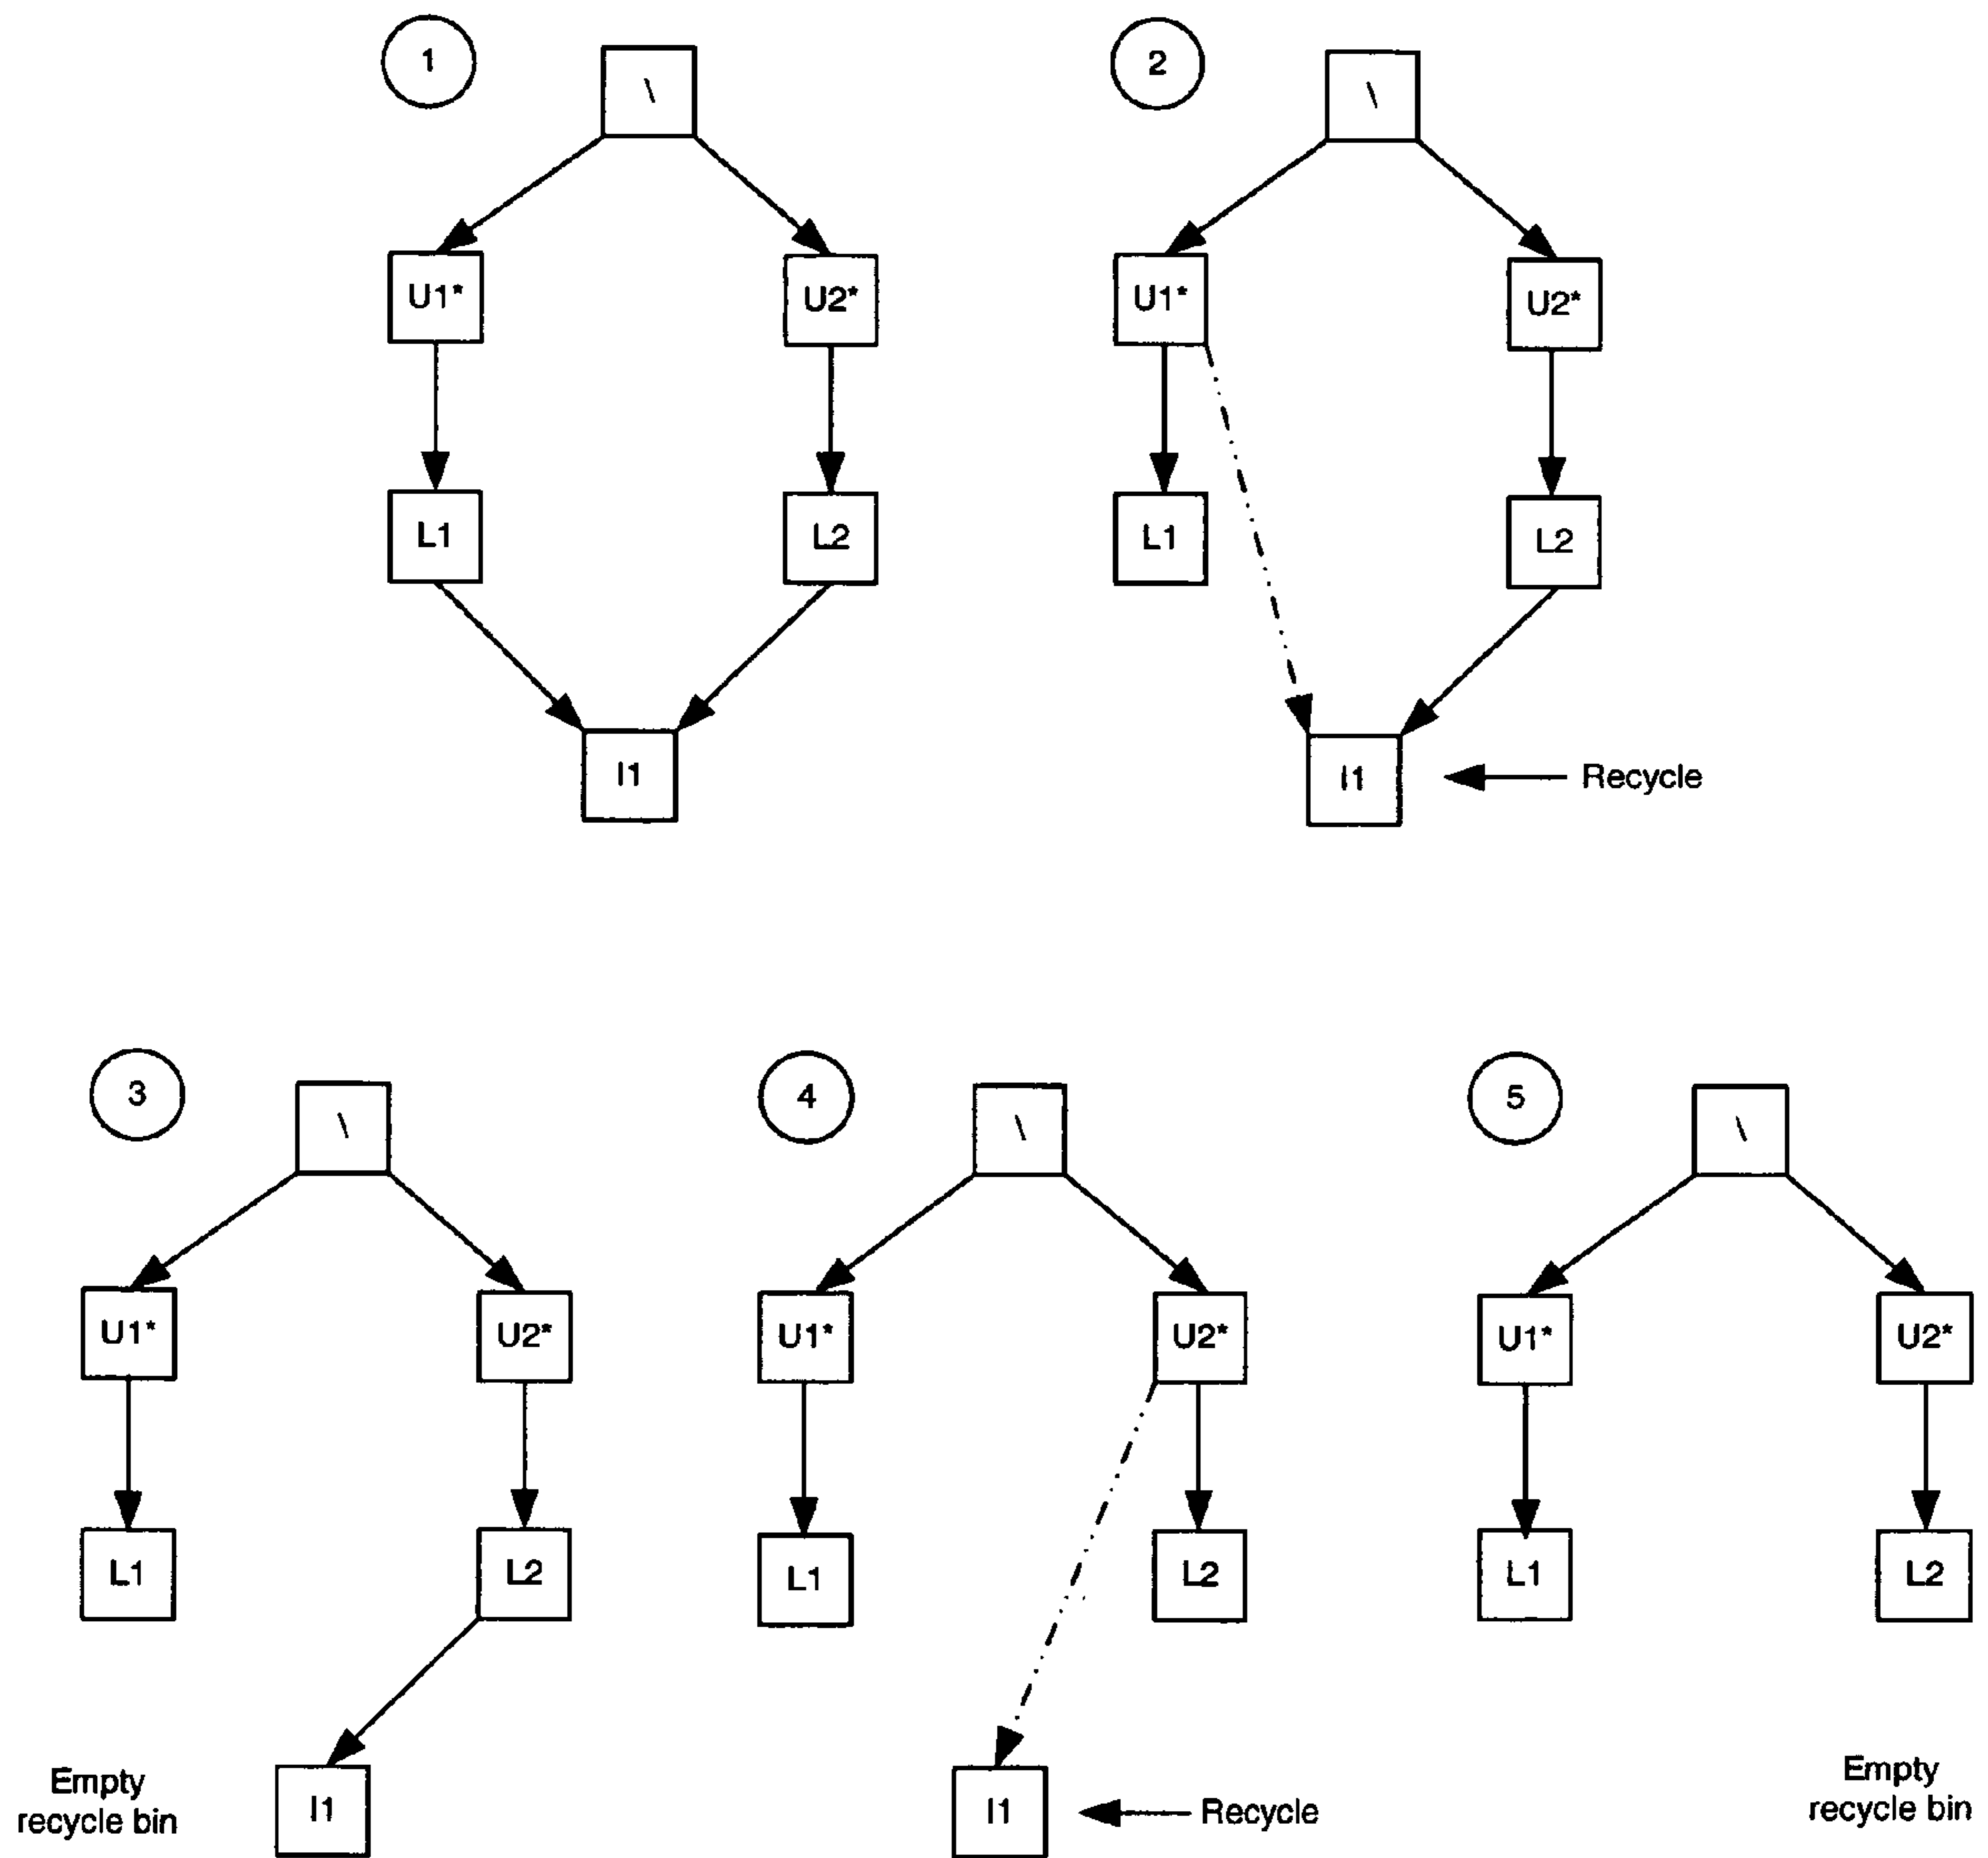 1
\
U1*
U2*
L1
L2
I1
2
\
U1*
U2*
L1
L2
I1
Recycle
3
\
U1*
U2*
L1
L2
Empty
recycle bin
I1
4
\
U1*
U2*
L1
L2
I1
Recycle
5
\
U1*
U2*
L1
L2
Empty
recycle bin